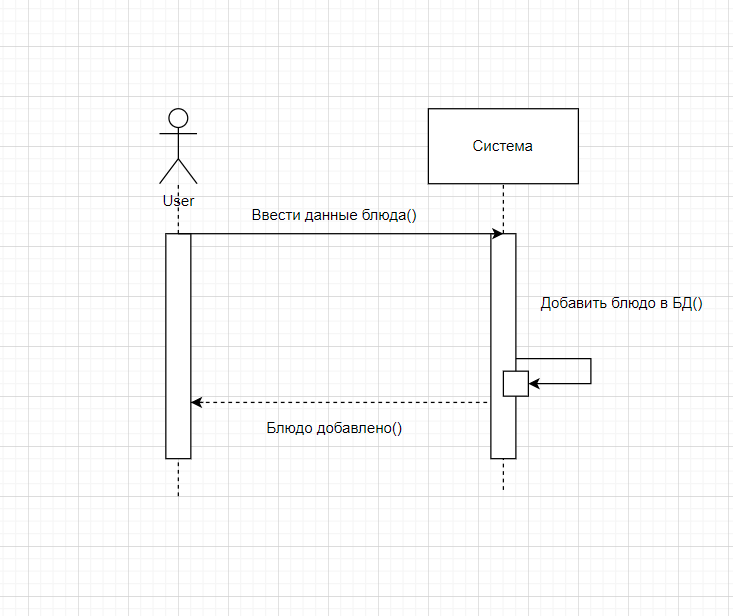 Система
User
Ввести данные блюда()
Добавить блюдо в БД()
Блюдо добавлено()